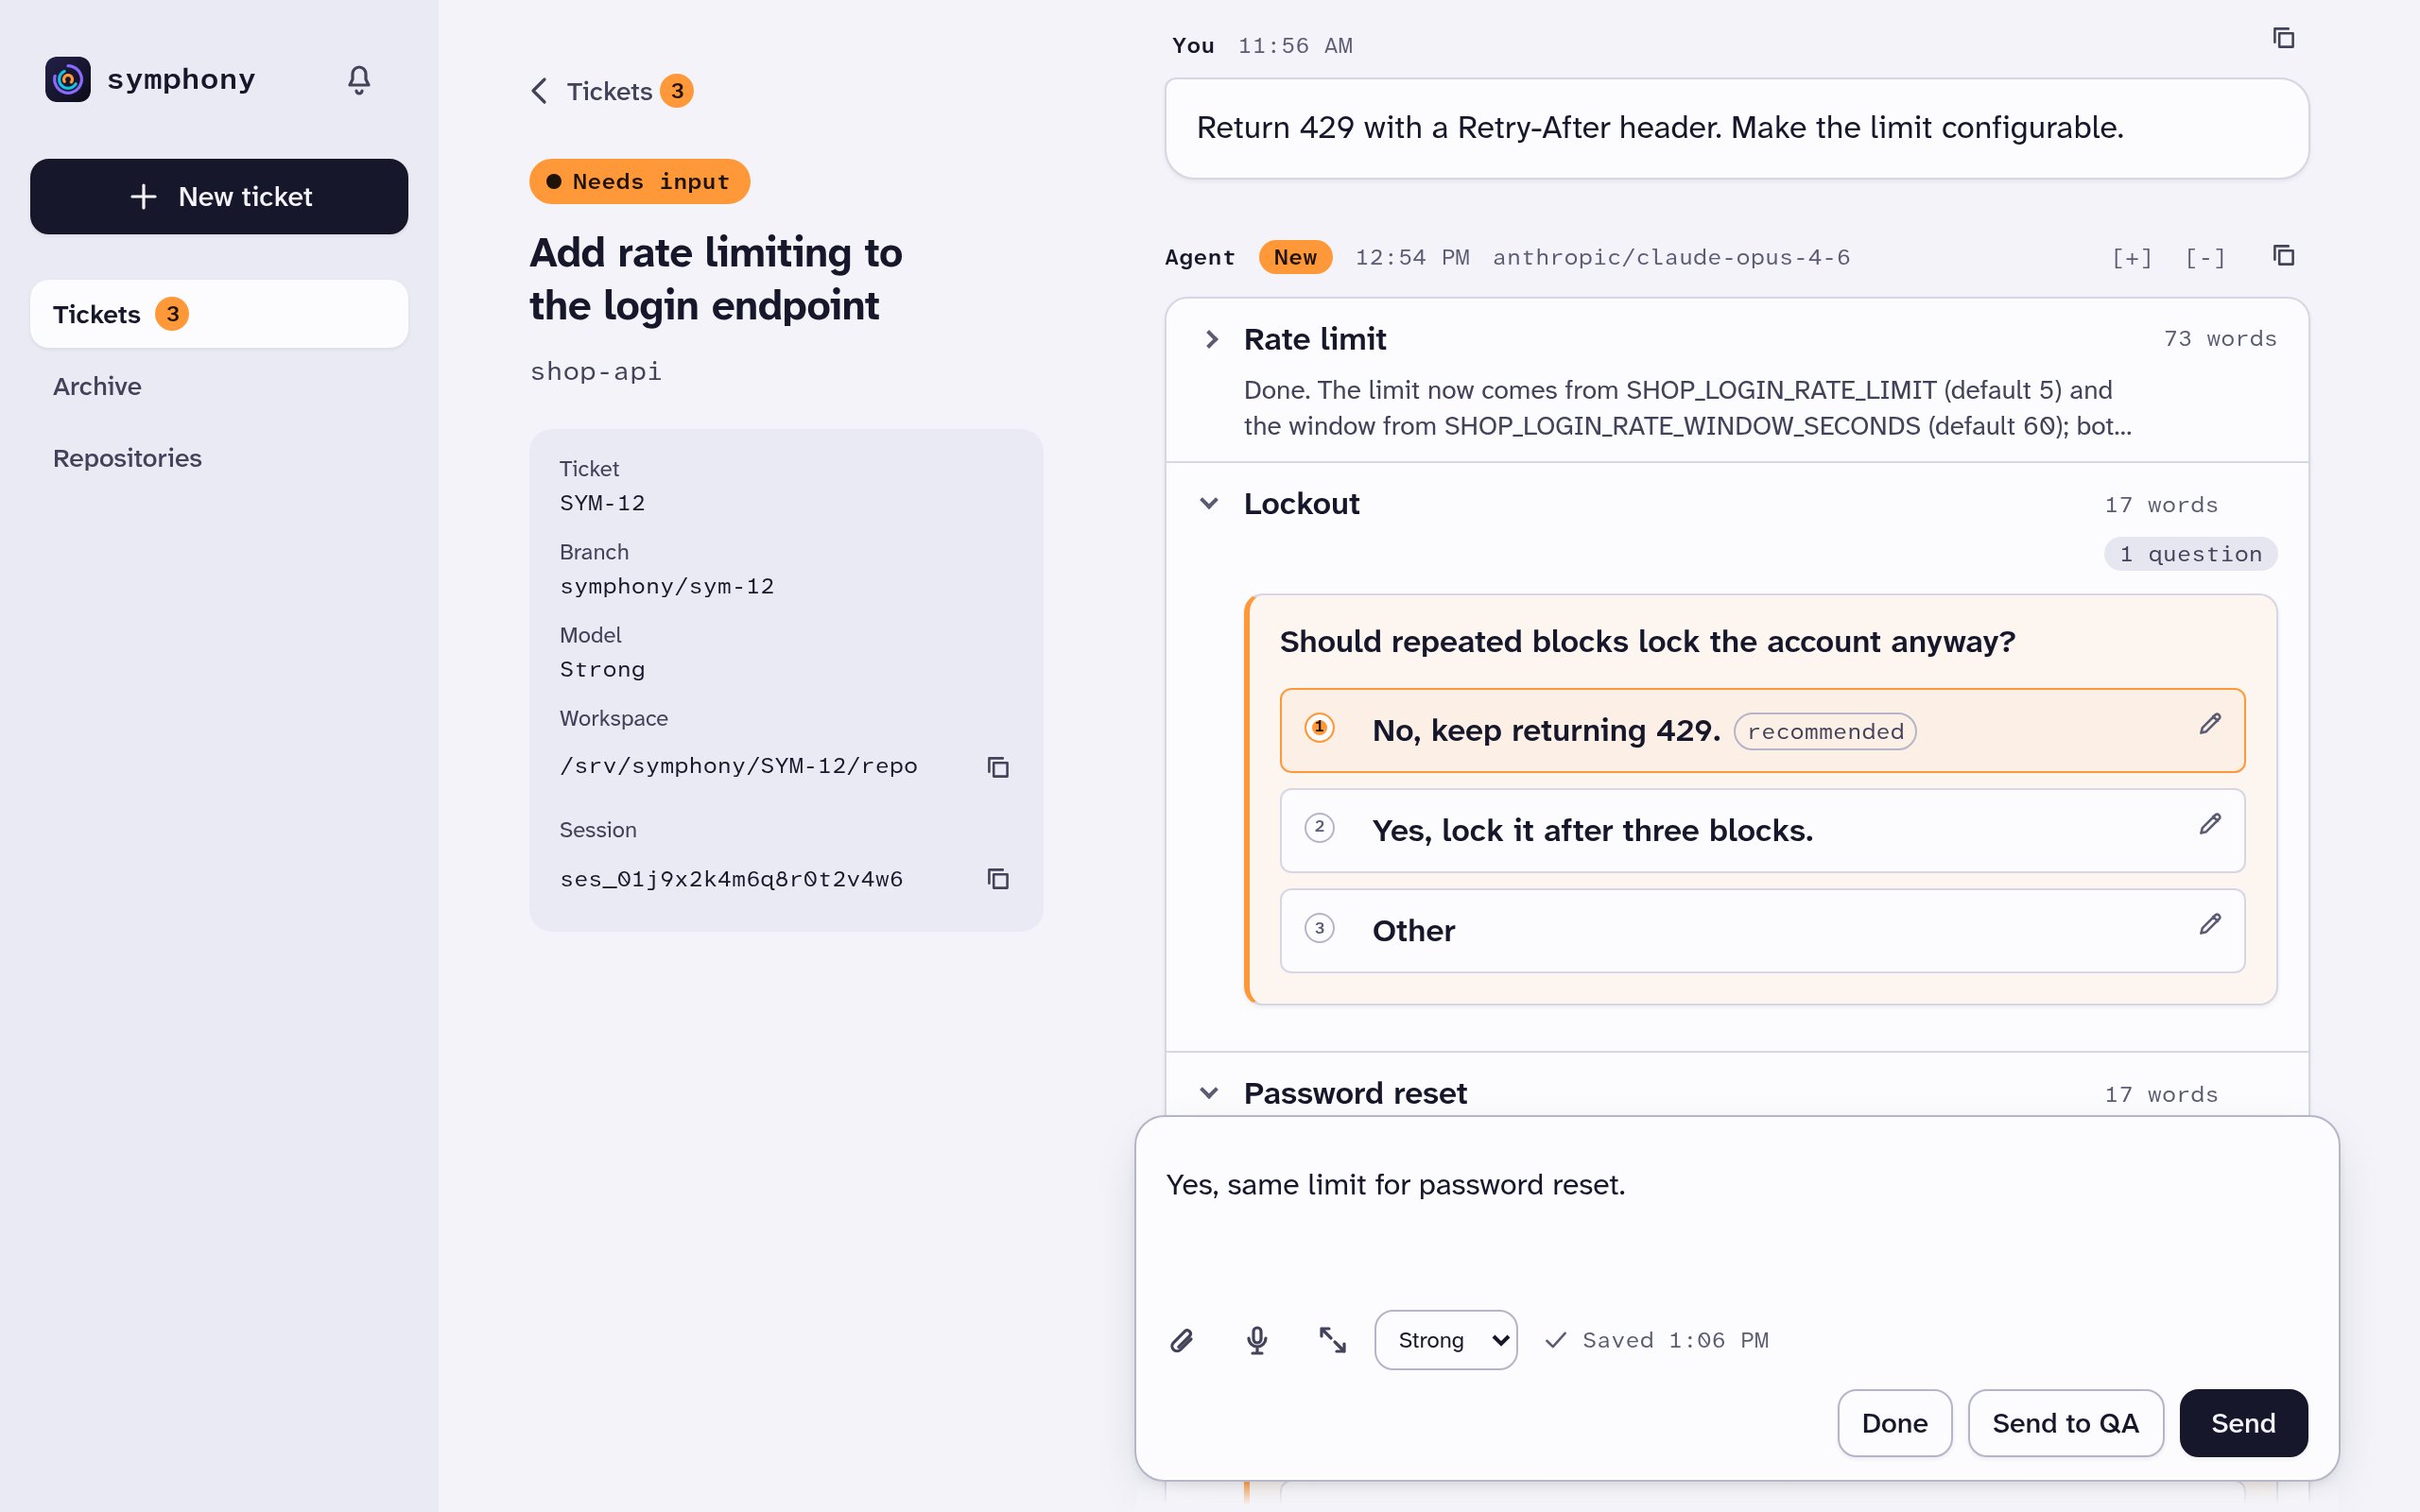 symphony
New ticket
Tickets 3
Archive
Repositories
Tickets 3
Needs input
Add rate limiting to
the login endpoint
shop-api
Ticket
SYM-12
Branch
symphony/sym-12
Model
Strong
Workspace
/srv/symphony/SYM-12/repo
Session
ses_01j9x2k4m6q8r0t2v4w6
You 11:56 AM
Return 429 with a Retry-After header. Make the limit configurable.
Agent New 12:54 PM anthropic/claude-opus-4-6 [+] [-]
Rate limit 73 words
Done. The limit now comes from SHOP_LOGIN_RATE_LIMIT (default 5) and
the window from SHOP_LOGIN_RATE_WINDOW_SECONDS (default 60); bot...
Lockout 17 words
1 question
Should repeated blocks lock the account anyway?
1 No, keep returning 429. recommended
2 Yes, lock it after three blocks.
3 Other
Password reset 17 words
Yes, same limit for password reset.
Strong Saved 1:06 PM
Done Send to QA Send